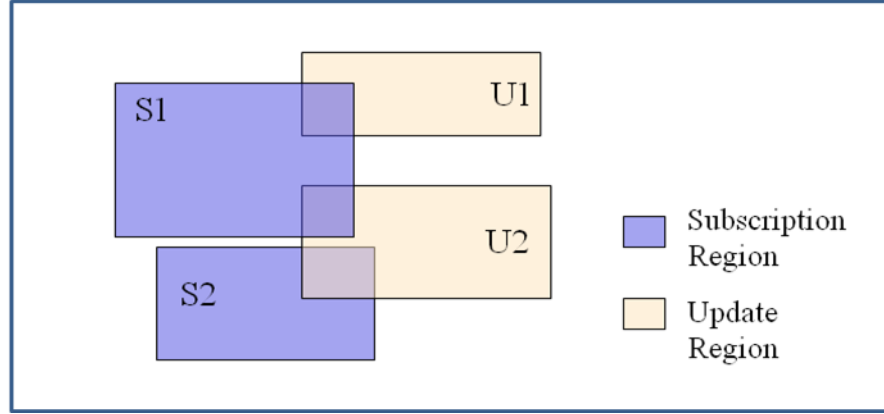 S1
U1
U2
S2
Subscription
Region
Update
Region